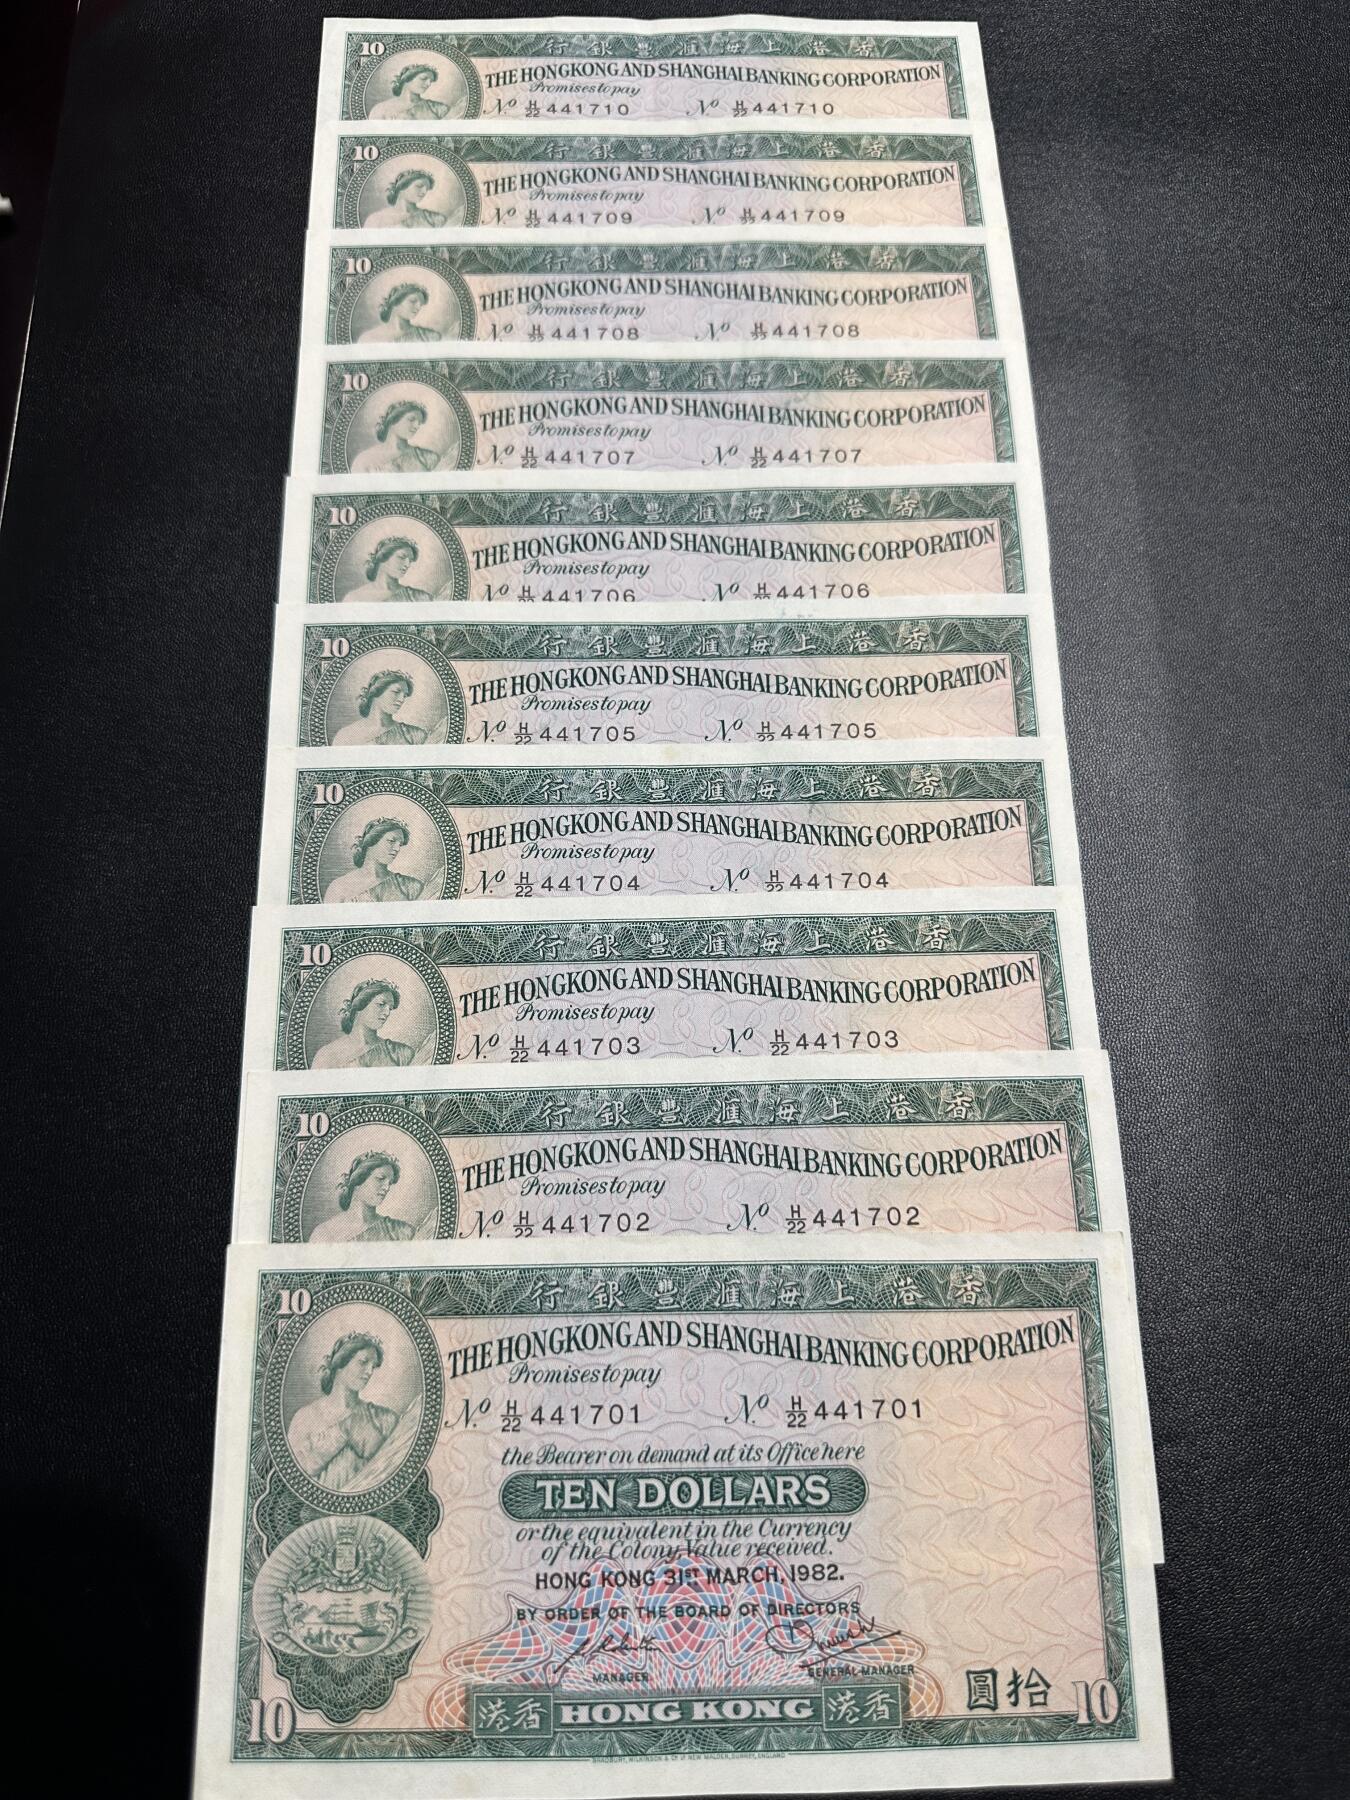 10 行銀豐滙海上港香
THE HONGKONG AND SHANGHAI BANKING CORPORATION
Promises to pay
No H/22 441710 No H/22 441710
10 行銀豐滙海上港香
THE HONGKONG AND SHANGHAI BANKING CORPORATION
Promises to pay
No H/22 441709 No H/22 441709
10 行銀豐滙海上港香
THE HONGKONG AND SHANGHAI BANKING CORPORATION
Promises to pay
No H/22 441708 No H/22 441708
10 行銀豐滙海上港香
THE HONGKONG AND SHANGHAI BANKING CORPORATION
Promises to pay
No H/22 441707 No H/22 441707
10 行銀豐滙海上港香
THE HONGKONG AND SHANGHAI BANKING CORPORATION
Promises to pay
No H/22 441706 No H/22 441706
10 行銀豐滙海上港香
THE HONGKONG AND SHANGHAI BANKING CORPORATION
Promises to pay
No H/22 441705 No H/22 441705
10 行銀豐滙海上港香
THE HONGKONG AND SHANGHAI BANKING CORPORATION
Promises to pay
No H/22 441704 No H/22 441704
10 行銀豐滙海上港香
THE HONGKONG AND SHANGHAI BANKING CORPORATION
Promises to pay
No H/22 441703 No H/22 441703
10 行銀豐滙海上港香
THE HONGKONG AND SHANGHAI BANKING CORPORATION
Promises to pay
No H/22 441702 No H/22 441702
10 行銀豐滙海上港香
THE HONGKONG AND SHANGHAI BANKING CORPORATION
Promises to pay
No H/22 441701 No H/22 441701
the Bearer on demand at its Office here
TEN DOLLARS
or the equivalent in the Currency
of the Colony, Value received.
HONG KONG 31ST MARCH, 1982.
BY ORDER OF THE BOARD OF DIRECTORS
MANAGER GENERAL MANAGER
圓拾
10 港香 HONG KONG 港香 10
BRADBURY, WILKINSON & Co Ld NEW MALDEN, SURREY, ENGLAND